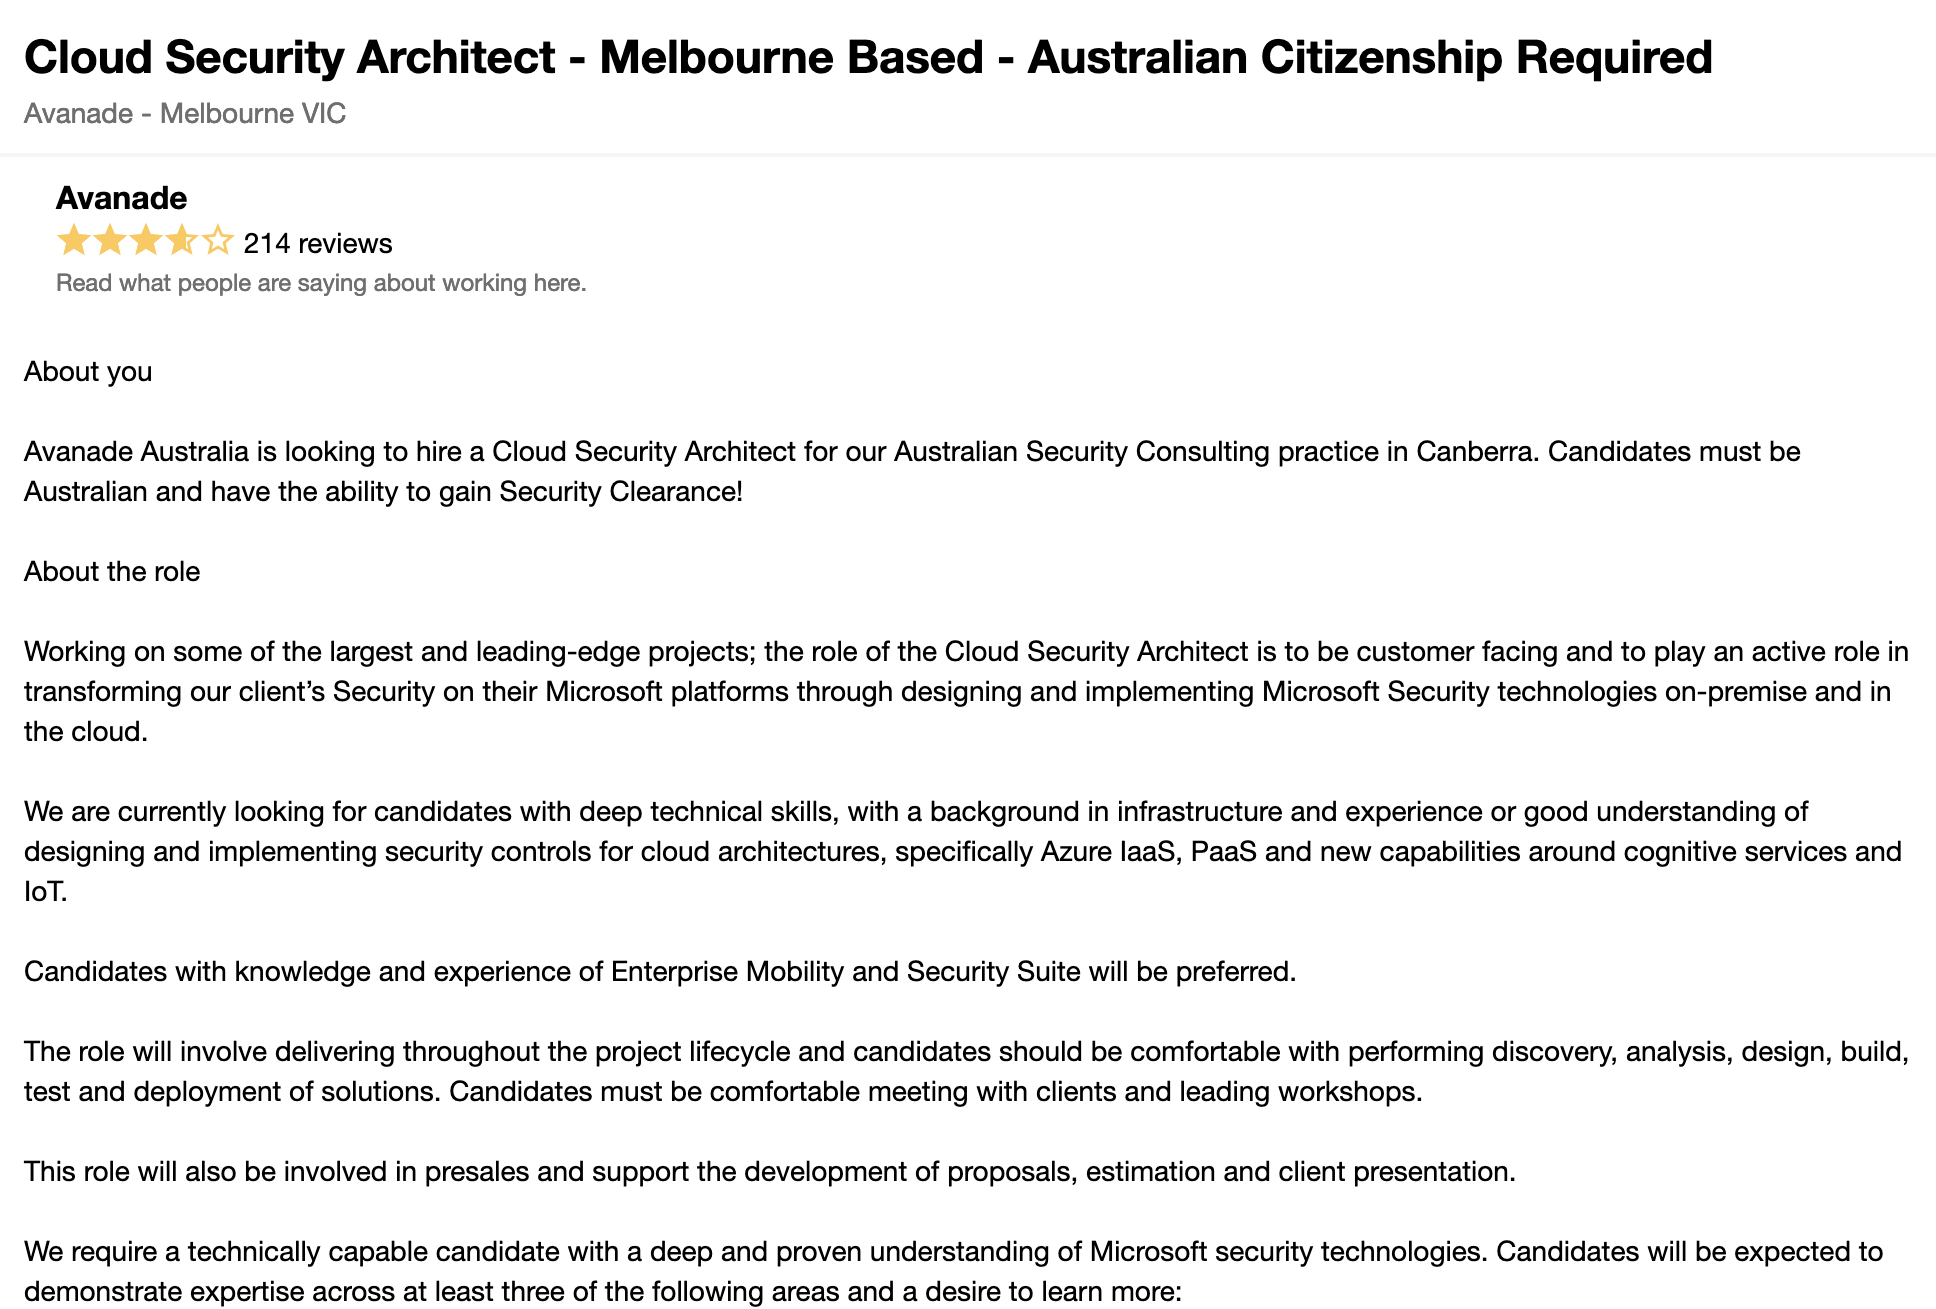 Cloud Security Architect - Melbourne Based - Australian Citizenship Required
Avanade - Melbourne VIC
Avanade
214 reviews
Read what people are saying about working here.
About you
Avanade Australia is looking to hire a Cloud Security Architect for our Australian Security Consulting practice in Canberra. Candidates must be
Australian and have the ability to gain Security Clearance!
About the role
Working on some of the largest and leading-edge projects; the role of the Cloud Security Architect is to be customer facing and to play an active role in
transforming our client’s Security on their Microsoft platforms through designing and implementing Microsoft Security technologies on-premise and in
the cloud.
We are currently looking for candidates with deep technical skills, with a background in infrastructure and experience or good understanding of
designing and implementing security controls for cloud architectures, specifically Azure IaaS, PaaS and new capabilities around cognitive services and
IoT.
Candidates with knowledge and experience of Enterprise Mobility and Security Suite will be preferred.
The role will involve delivering throughout the project lifecycle and candidates should be comfortable with performing discovery, analysis, design, build,
test and deployment of solutions. Candidates must be comfortable meeting with clients and leading workshops.
This role will also be involved in presales and support the development of proposals, estimation and client presentation.
We require a technically capable candidate with a deep and proven understanding of Microsoft security technologies. Candidates will be expected to
demonstrate expertise across at least three of the following areas and a desire to learn more: